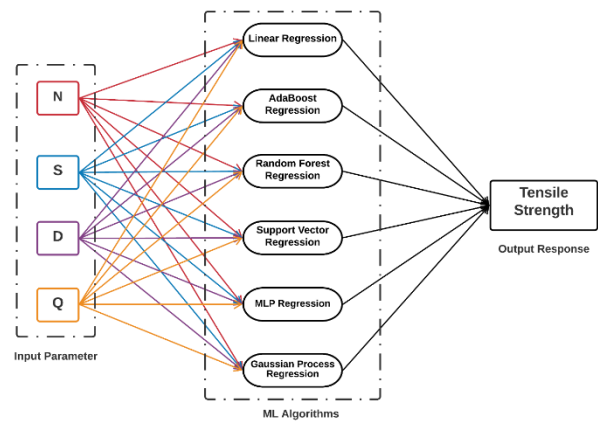 N
S
D
Q
Input Parameter
Linear Regression
AdaBoost
Regression
Random Forest
Regression
Support Vector
Regression
MLP Regression
Gaussian Process
Regression
ML Algorithms
Tensile
Strength
Output Response